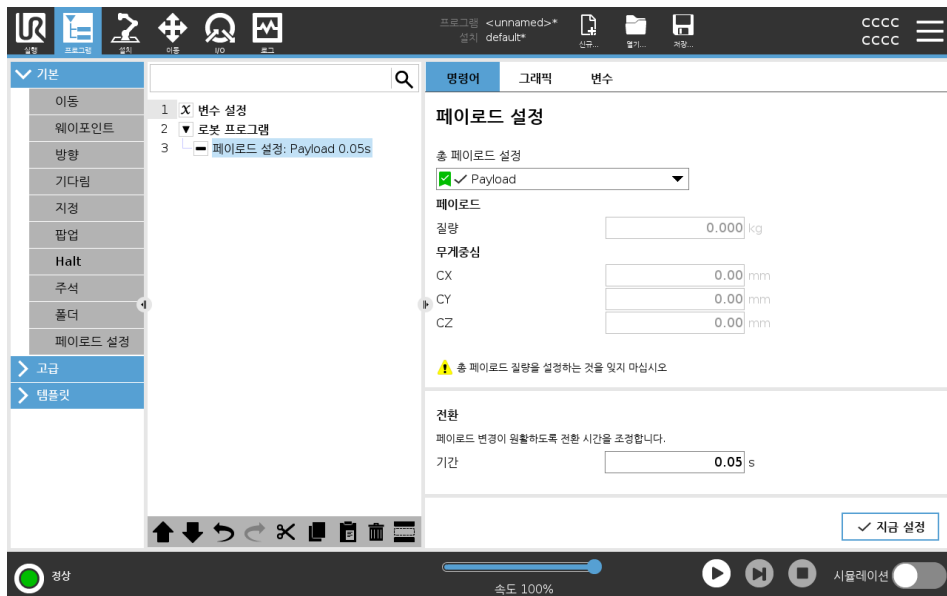 UR
실행
프로그램
설치
이동
I/O
로그
프로그램 <unnamed>*
설치 default*
신규...
열기...
저장...
CCCC
CCCC
기본
이동
웨이포인트
방향
기다림
지정
팝업
Halt
주석
폴더
페이로드 설정
고급
템플릿
1 X 변수 설정
2 ▼ 로봇 프로그램
3 페이로드 설정: Payload 0.05s
명령어 그래픽 변수
페이로드 설정
총 페이로드 설정
Payload
페이로드
질량 0.000 kg
무게중심
CX 0.00 mm
CY 0.00 mm
CZ 0.00 mm
총 페이로드 질량을 설정하는 것을 잊지 마십시오
전환
페이로드 변경이 원활하도록 전환 시간을 조정합니다.
기간 0.05 s
지금 설정
정상
속도 100%
시뮬레이션